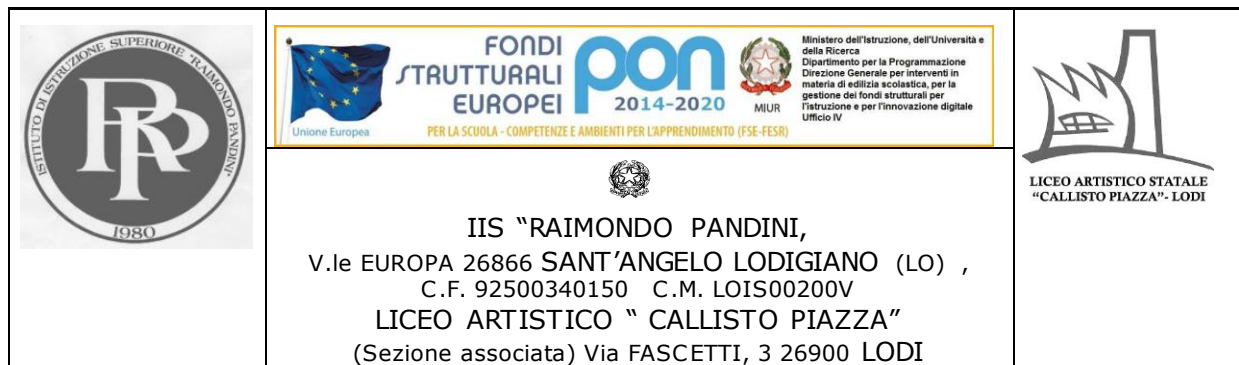 ISTITUTO DI ISTRUZIONE SUPERIORE "RAIMONDO PANDINI"
1980
Unione Europea
FONDI
STRUTTURALI
EUROPEI
pon
2014-2020
MIUR
Ministero dell'Istruzione, dell'Università e
della Ricerca
Dipartimento per la Programmazione
Direzione Generale per interventi in
materia di edilizia scolastica, per la
gestione dei fondi strutturali per
l'istruzione e per l'innovazione digitale
Ufficio IV
PER LA SCUOLA - COMPETENZE E AMBIENTI PER L'APPRENDIMENTO (FSE-FESR)
IIS "RAIMONDO PANDINI,
V.le EUROPA 26866 SANT'ANGELO LODIGIANO (LO) ,
C.F. 92500340150 C.M. LOIS00200V
LICEO ARTISTICO " CALLISTO PIAZZA"
(Sezione associata) Via FASCETTI, 3 26900 LODI
LICEO ARTISTICO STATALE
"CALLISTO PIAZZA"- LODI